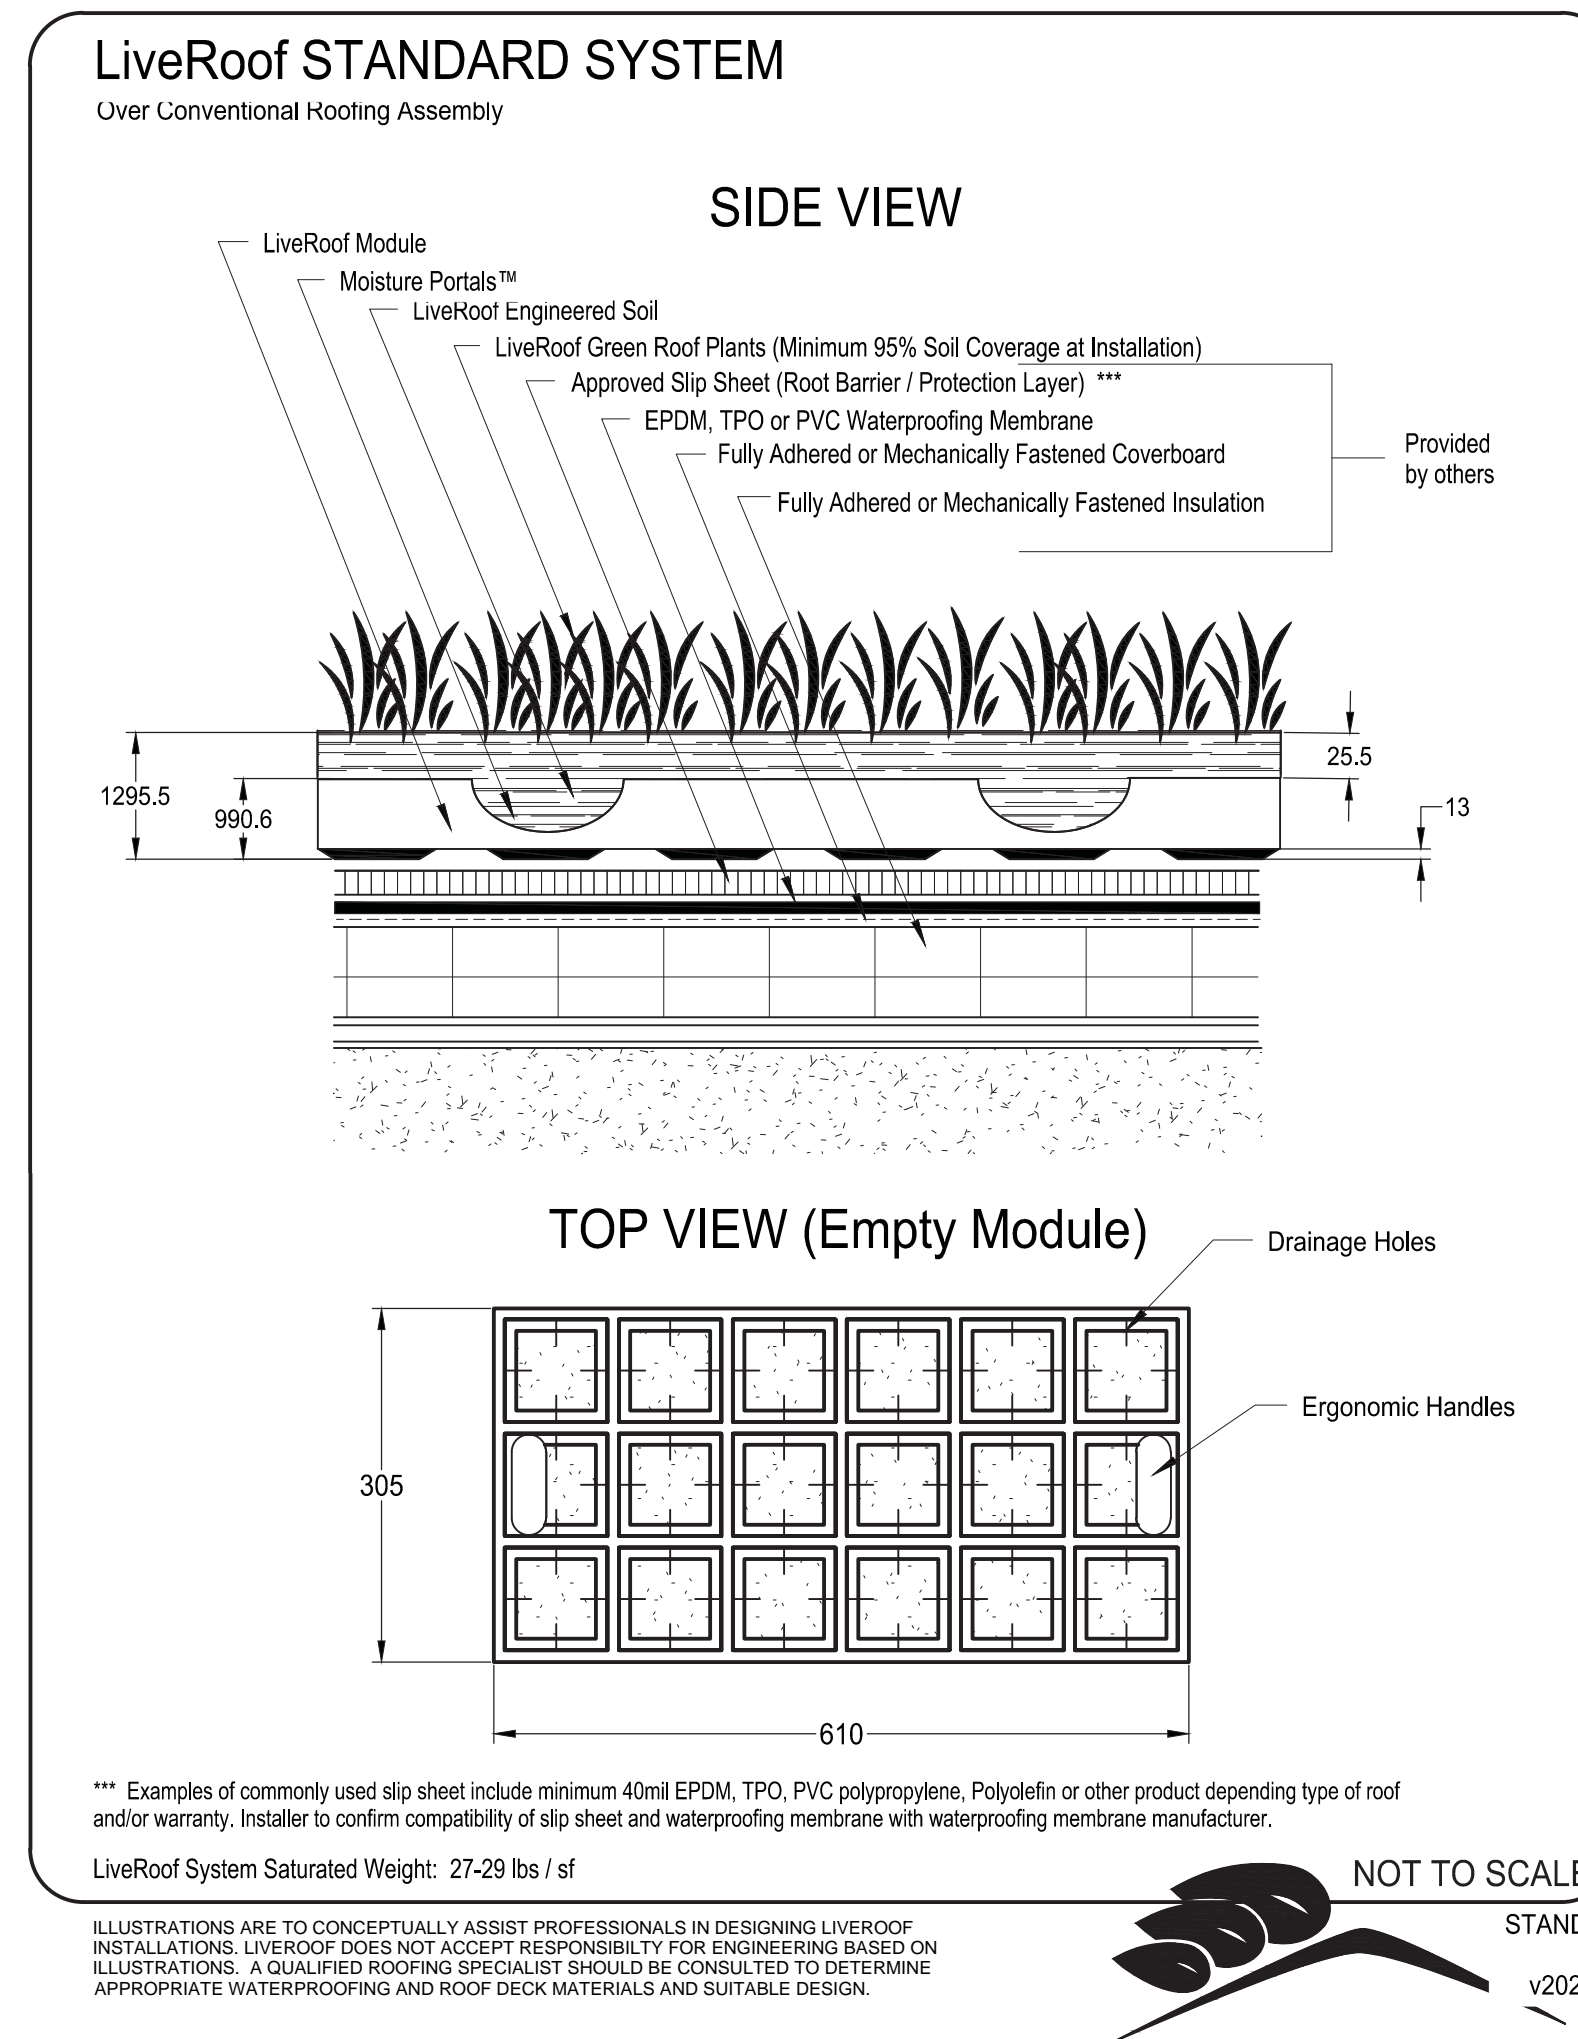 LiveRoof STANDARD SYSTEM
Over Conventional Roofing Assembly
SIDE VIEW
LiveRoof Module
Moisture Portals™
LiveRoof Engineered Soil
LiveRoof Green Roof Plants (Minimum 95% Soil Coverage at Installation)
Approved Slip Sheet (Root Barrier / Protection Layer) ***
EPDM, TPO or PVC Waterproofing Membrane
Fully Adhered or Mechanically Fastened Coverboard
Provided
by others
Fully Adhered or Mechanically Fastened Insulation
25.5
1295.5
990.6
13
TOP VIEW (Empty Module)
Drainage Holes
Ergonomic Handles
305
610
*** Examples of commonly used slip sheet include minimum 40mil EPDM, TPO, PVC polypropylene, Polyolefin or other product depending type of roof
and/or warranty. Installer to confirm compatibility of slip sheet and waterproofing membrane with waterproofing membrane manufacturer.
LiveRoof System Saturated Weight: 27-29 lbs / sf
NOT TO SCALE
ILLUSTRATIONS ARE TO CONCEPTUALLY ASSIST PROFESSIONALS IN DESIGNING LIVEROOF
INSTALLATIONS. LIVEROOF DOES NOT ACCEPT RESPONSIBILTY FOR ENGINEERING BASED ON
ILLUSTRATIONS. A QUALIFIED ROOFING SPECIALIST SHOULD BE CONSULTED TO DETERMINE
APPROPRIATE WATERPROOFING AND ROOF DECK MATERIALS AND SUITABLE DESIGN.
STAND
v202